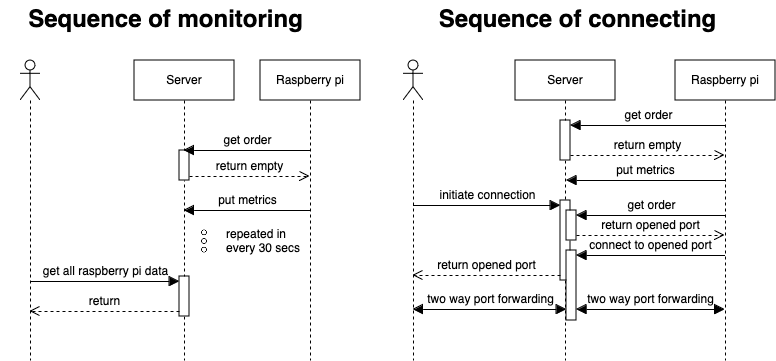 Sequence of monitoring
Server
Raspberry pi
get order
return empty
put metrics
repeated in
every 30 secs
get all raspberry pi data
return
Sequence of connecting
Server
Raspberry pi
get order
return empty
put metrics
initiate connection
get order
return opened port
connect to opened port
return opened port
two way port forwarding
two way port forwarding